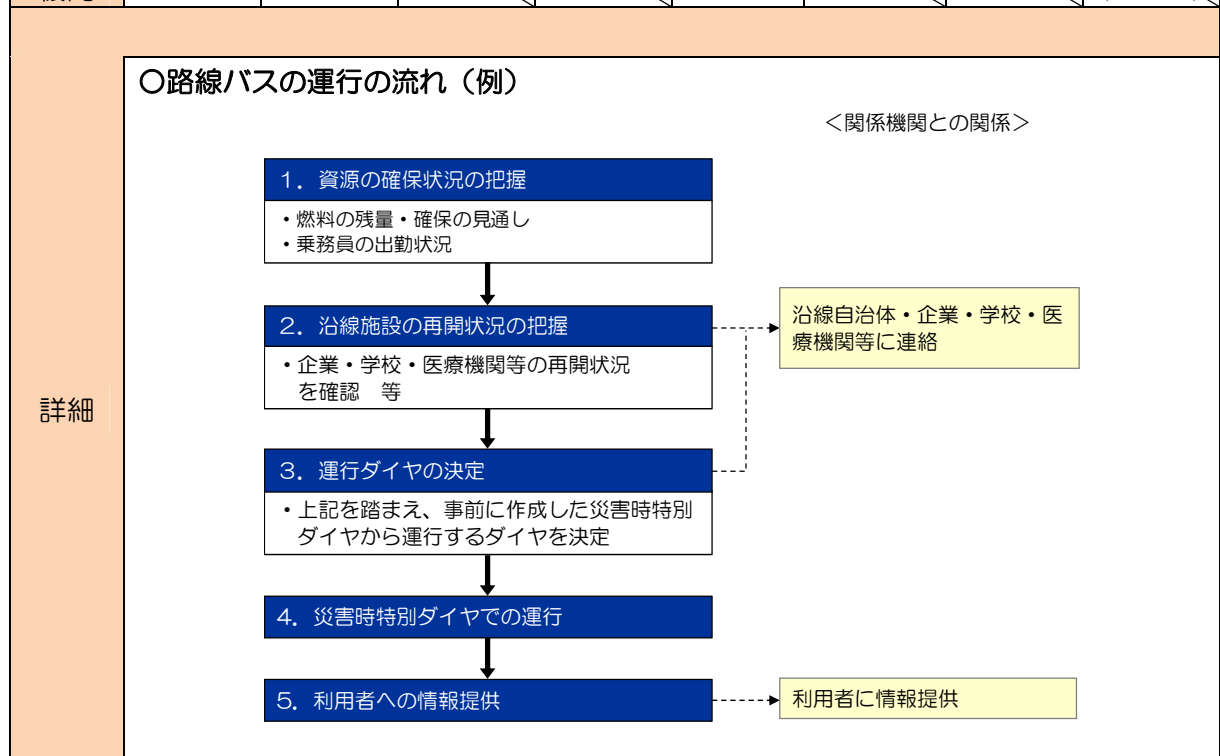 詳細
〇路線バスの運行の流れ（例）
＜関係機関との関係＞
１．資源の確保状況の把握
・燃料の残量・確保の見通し
・乗務員の出勤状況
２．沿線施設の再開状況の把握
・企業・学校・医療機関等の再開状況
を確認　等
沿線自治体・企業・学校・医
療機関等に連絡
３．運行ダイヤの決定
・上記を踏まえ、事前に作成した災害時特別
ダイヤから運行するダイヤを決定
４．災害時特別ダイヤでの運行
５．利用者への情報提供
利用者に情報提供